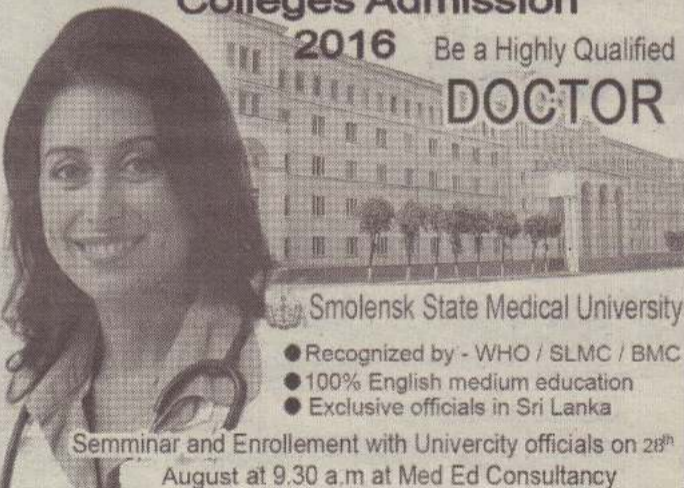 Colleges Admission
2016 Be a Highly Qualified
DOCTOR
Smolensk State Medical University
● Recognized by - WHO / SLMC / BMC
● 100% English medium education
● Exclusive officials in Sri Lanka
Semminar and Enrollement with Univercity officials on 28th
August at 9.30 a.m at Med Ed Consultancy